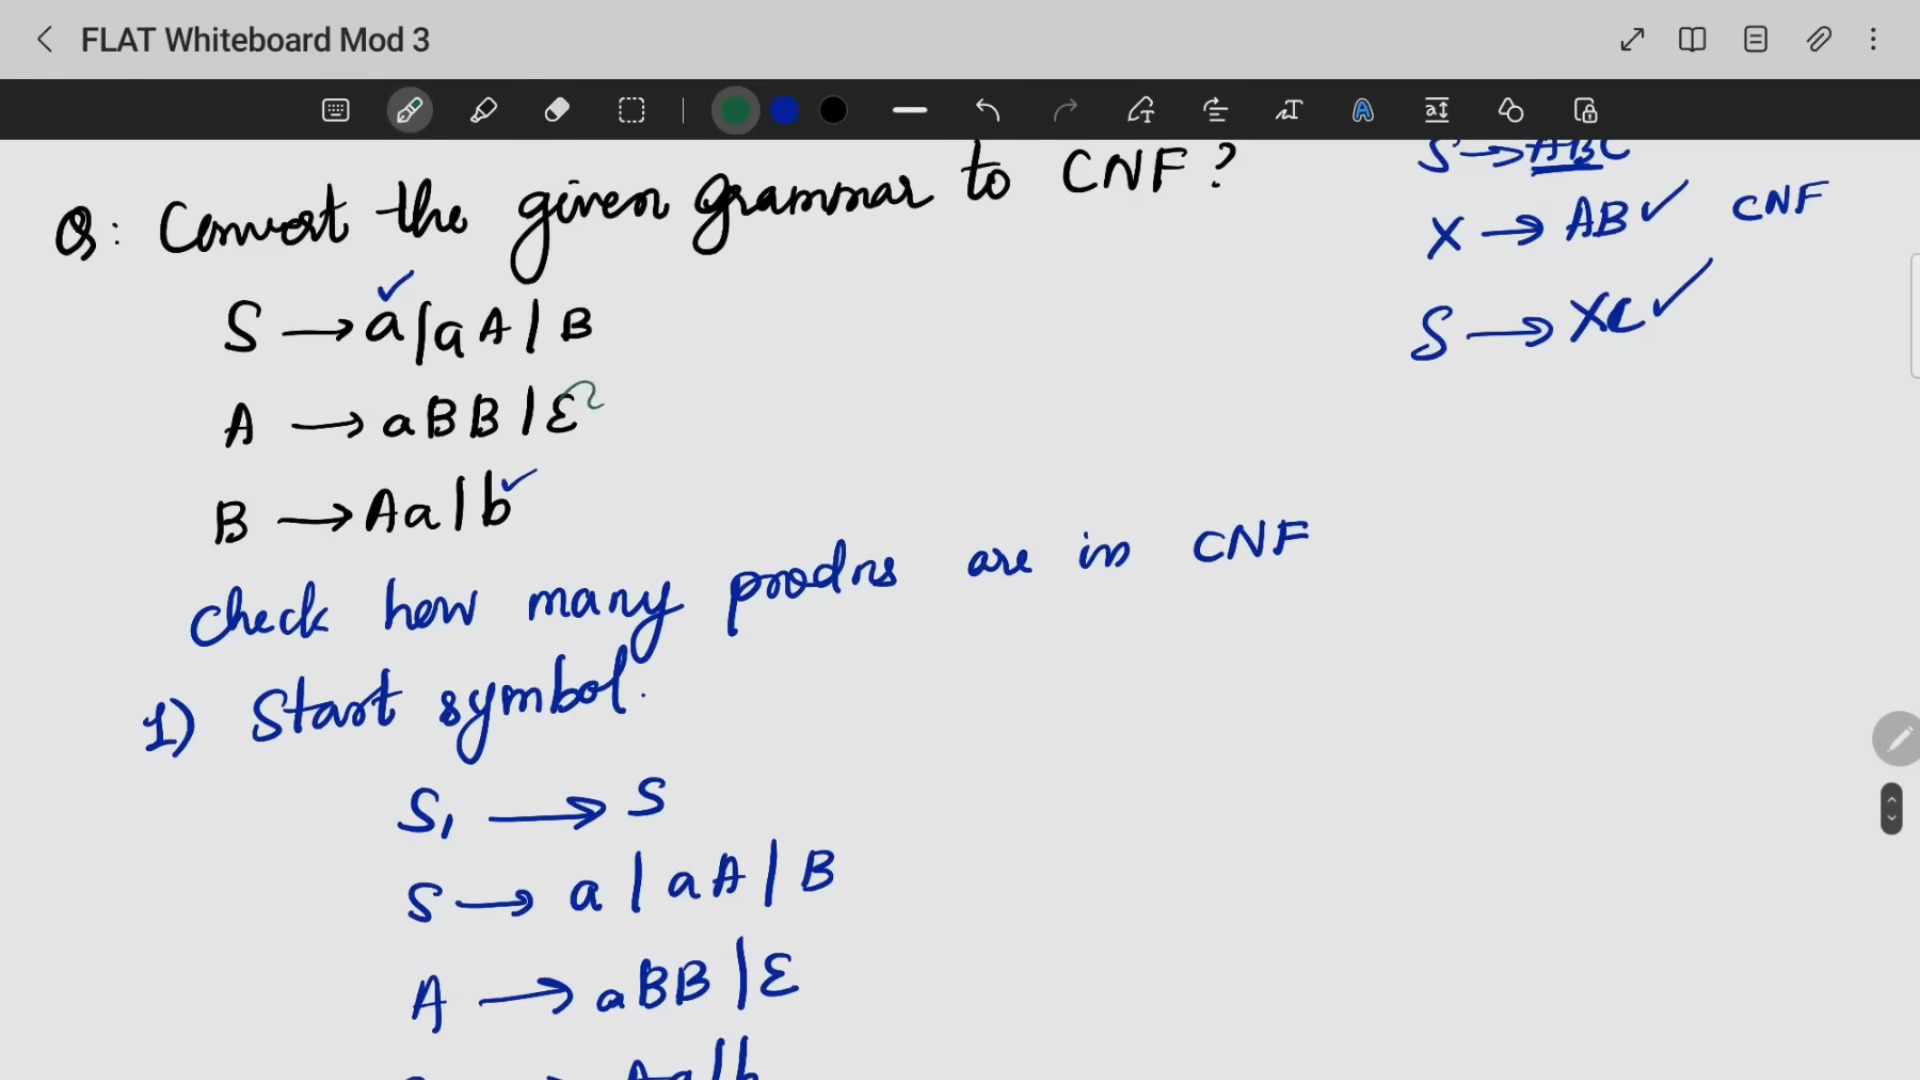 FLAT Whiteboard Mod 3
Q: Convert the given grammar to CNF?
S → a | aA | B
A → aBB | ε
B → Aa | b
S → ABC
X → AB ✓ CNF
S → XC ✓
check how many prodns are in CNF
1) Start symbol.
S₁ → S
S → a | aA | B
A → aBB | ε
Aa | b